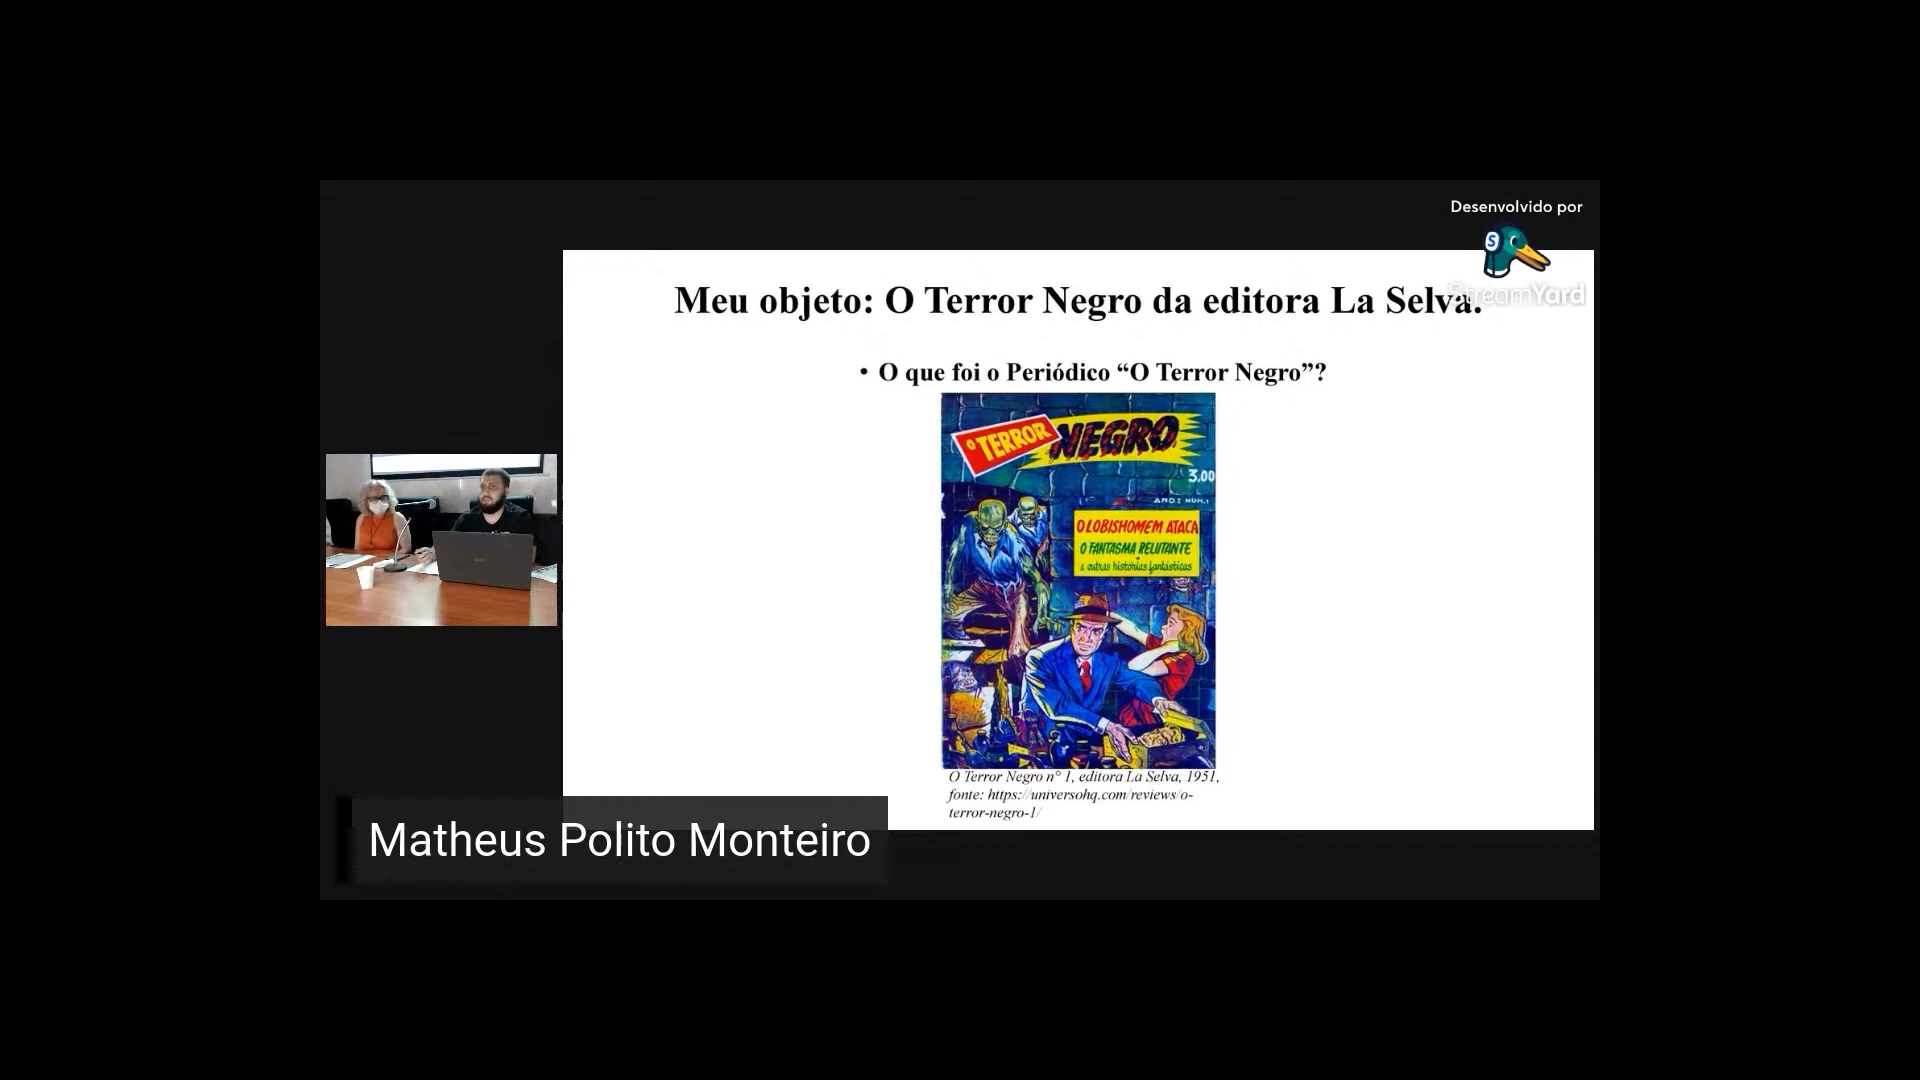 Desenvolvido por
StreamYard
Meu objeto: O Terror Negro da editora La Selva.
• O que foi o Periódico “O Terror Negro”?
O TERROR NEGRO
3,00
ANO I NUM. 1
O LOBISHOMEM ATACA
O FANTASMA RELUTANTE
e outras histórias fantásticas
O Terror Negro n° 1, editora La Selva, 1951,
fonte: https://universohq.com/reviews/o-
terror-negro-1/
Matheus Polito Monteiro